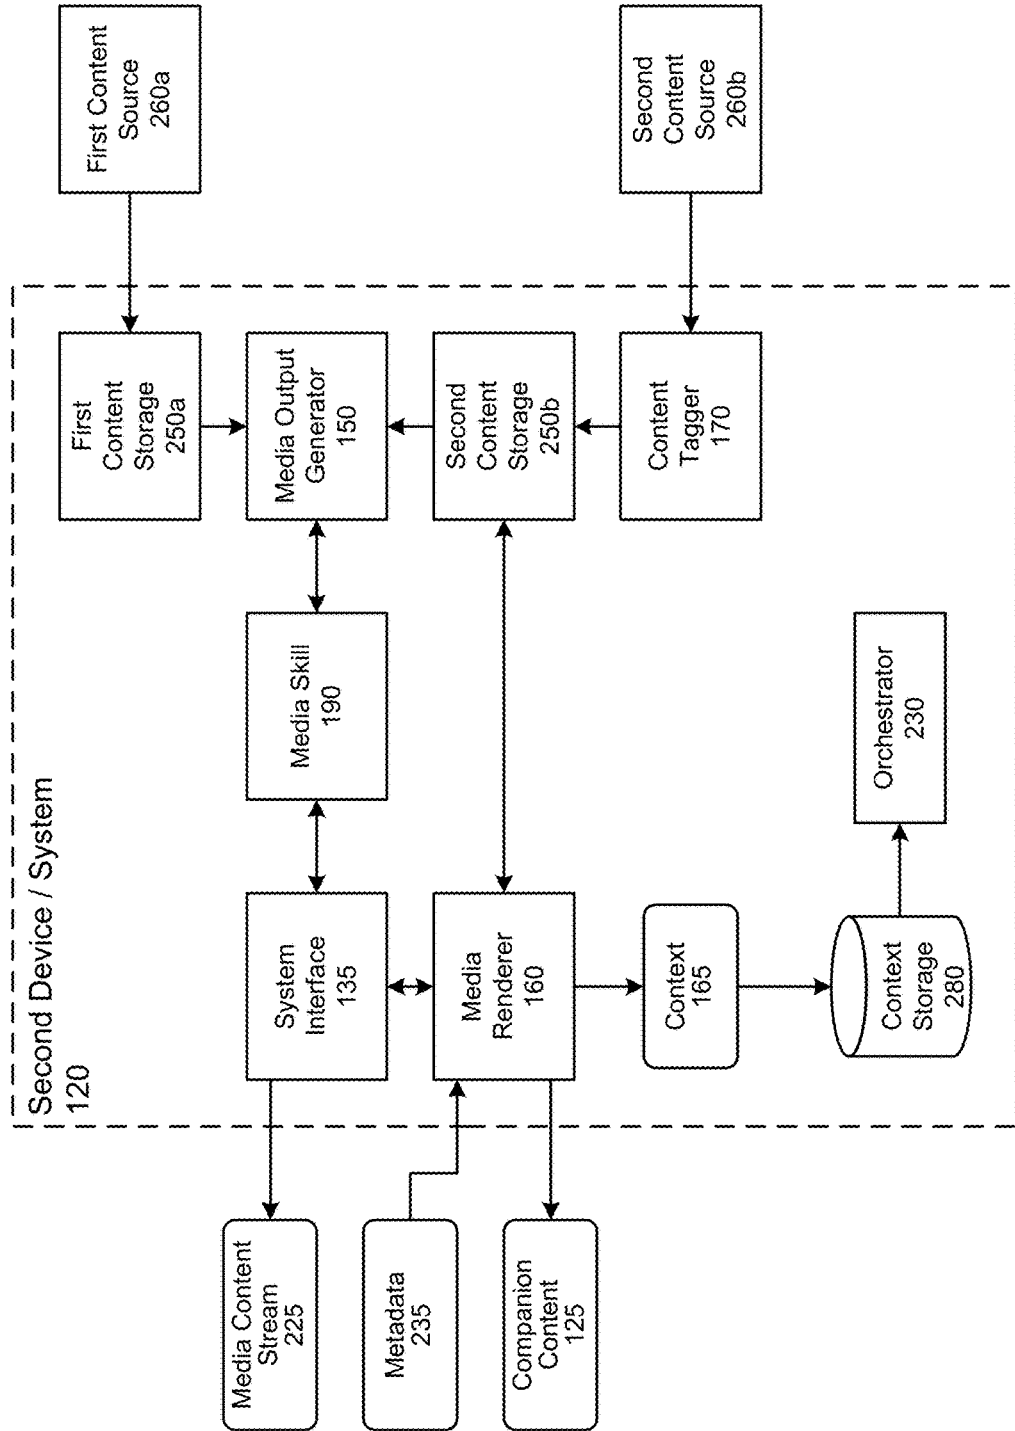 Second Device / System
120
Media Content
Stream
225
Metadata
235
Companion
Content
125
System
Interface
135
Media
Renderer
160
Context
165
Context
Storage
280
Media Skill
190
Orchestrator
230
First
Content
Storage
250a
Media Output
Generator
150
Second
Content
Storage
250b
Content
Tagger
170
First Content
Source
260a
Second
Content
Source
260b